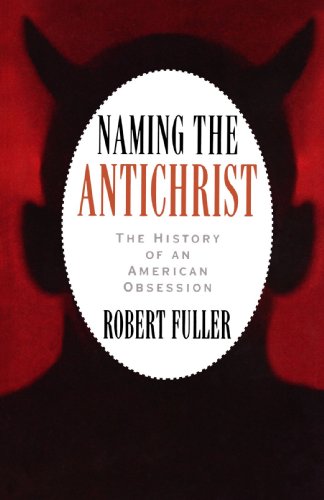 NAMING THE
ANTICHRIST
THE HISTORY
OF AN
AMERICAN
OBSESSION
ROBERT FULLER